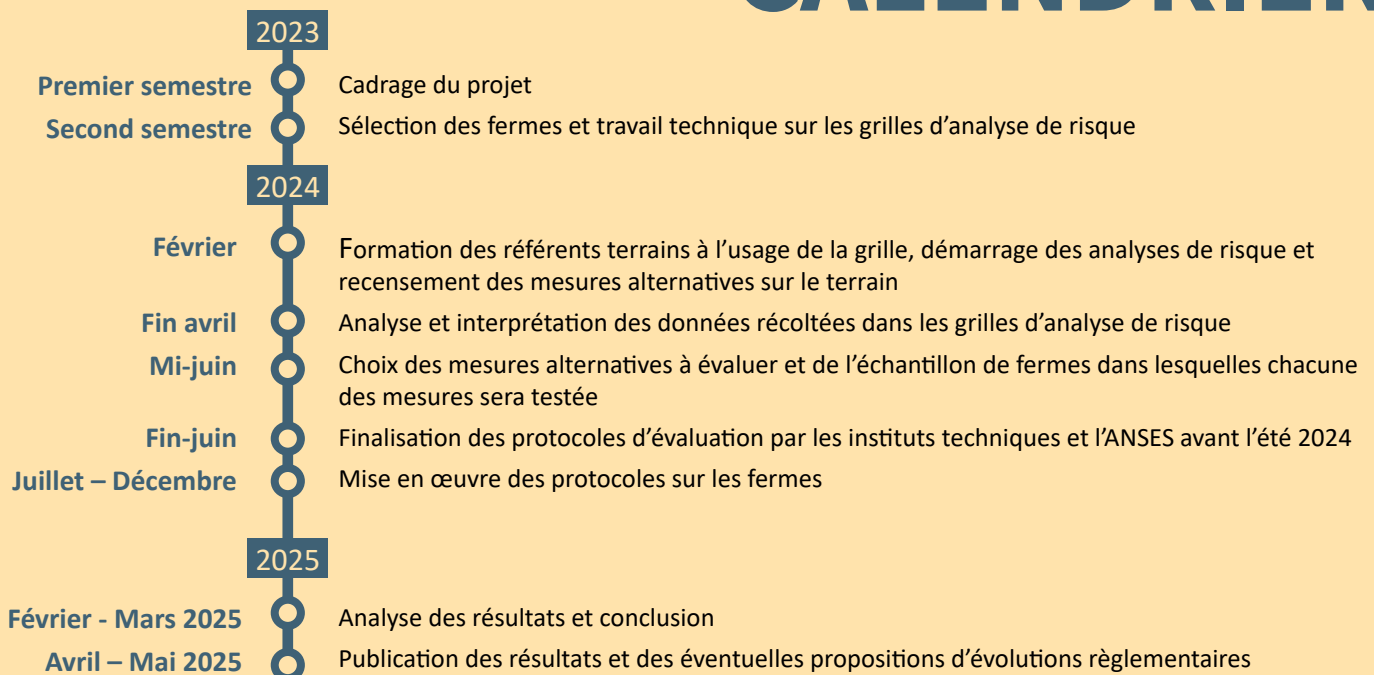 CALENDRIER
2023
Premier semestre
Cadrage du projet
Second semestre
Sélection des fermes et travail technique sur les grilles d'analyse de risque
2024
Février
Formation des référents terrains à l'usage de la grille, démarrage des analyses de risque et
recensement des mesures alternatives sur le terrain
Fin avril
Analyse et interprétation des données récoltées dans les grilles d'analyse de risque
Mi-juin
Choix des mesures alternatives à évaluer et de l'échantillon de fermes dans lesquelles chacune
des mesures sera testée
Fin-juin
Finalisation des protocoles d'évaluation par les instituts techniques et l'ANSES avant l'été 2024
Juillet – Décembre
Mise en œuvre des protocoles sur les fermes
2025
Février - Mars 2025
Analyse des résultats et conclusion
Avril – Mai 2025
Publication des résultats et des éventuelles propositions d'évolutions règlementaires